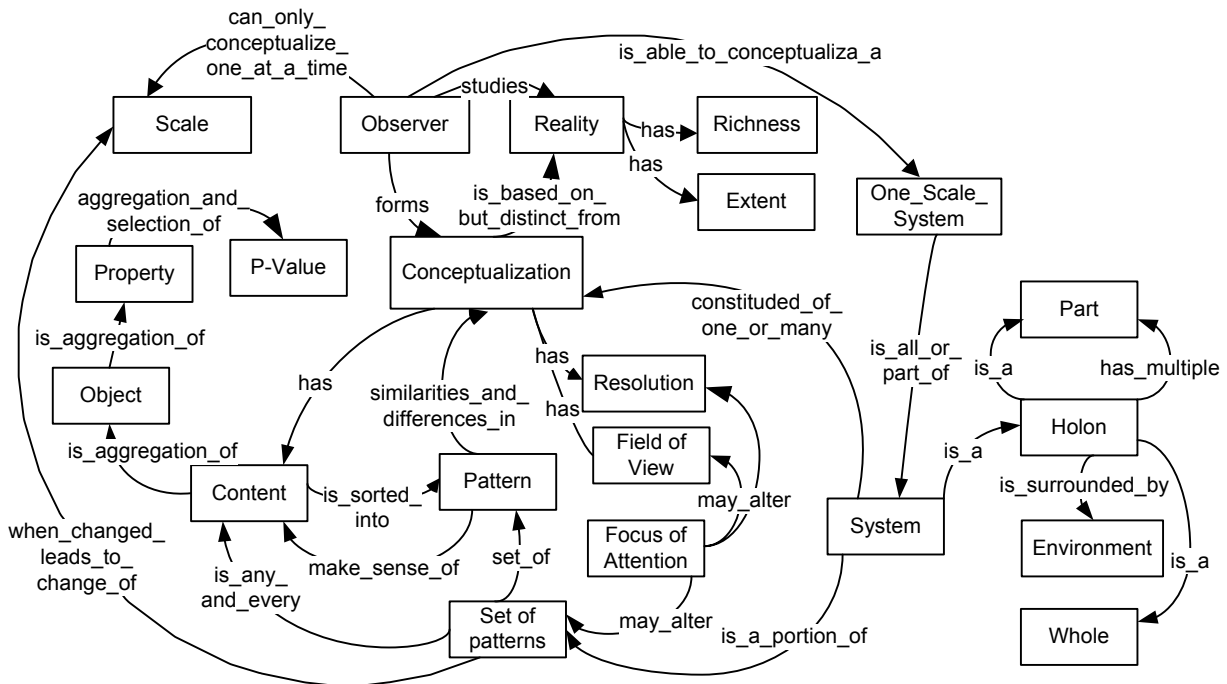 can_only_
conceptualize_
one_at_a_time
is_able_to_conceptualiza_a
studies
Scale
Observer
Reality
Richness
has
has
Extent
One_Scale_
System
forms
is_based_on_
but_distinct_from
aggregation_and_
selection_of
Property
P-Value
Conceptualization
constituded_of_
one_or_many
Part
is_aggregation_of
is_all_or_
part_of
is_a
has_multiple
Object
has
similarities_and_
differences_in
has
Resolution
has
Holon
is_aggregation_of
Field of
View
is_a
Content
is_sorted_
into
Pattern
may_alter
System
is_surrounded_by
when_changed_
leads_to_
change_of
is_any_
and_every
make_sense_of
set_of
Focus of
Attention
Environment
is_a
Set of
patterns
may_alter
is_a_portion_of
Whole